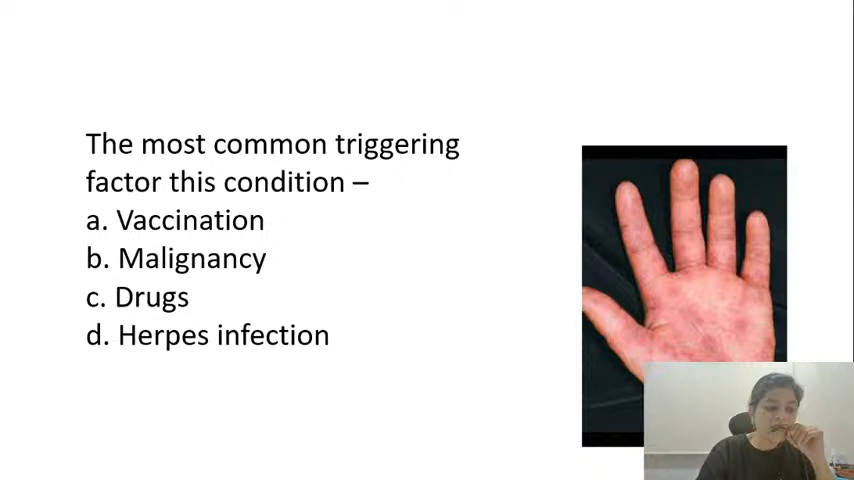 The most common triggering
factor this condition –
a. Vaccination
b. Malignancy
c. Drugs
d. Herpes infection